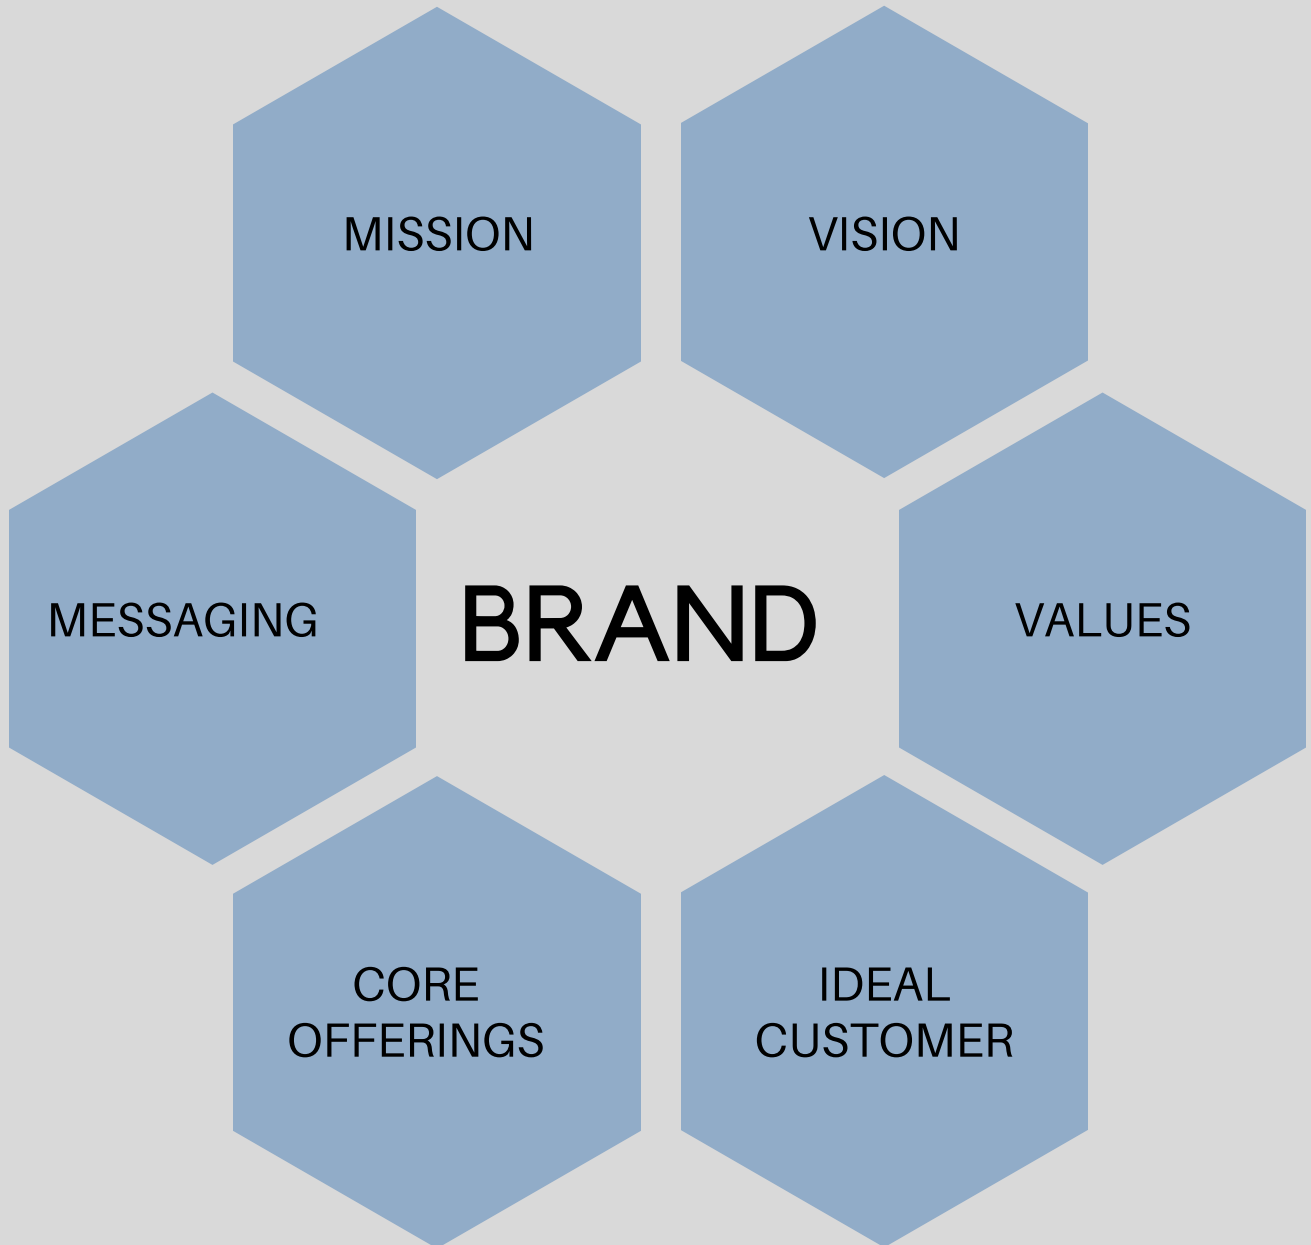 MISSION
VISION
MESSAGING
BRAND
VALUES
CORE
OFFERINGS
IDEAL
CUSTOMER